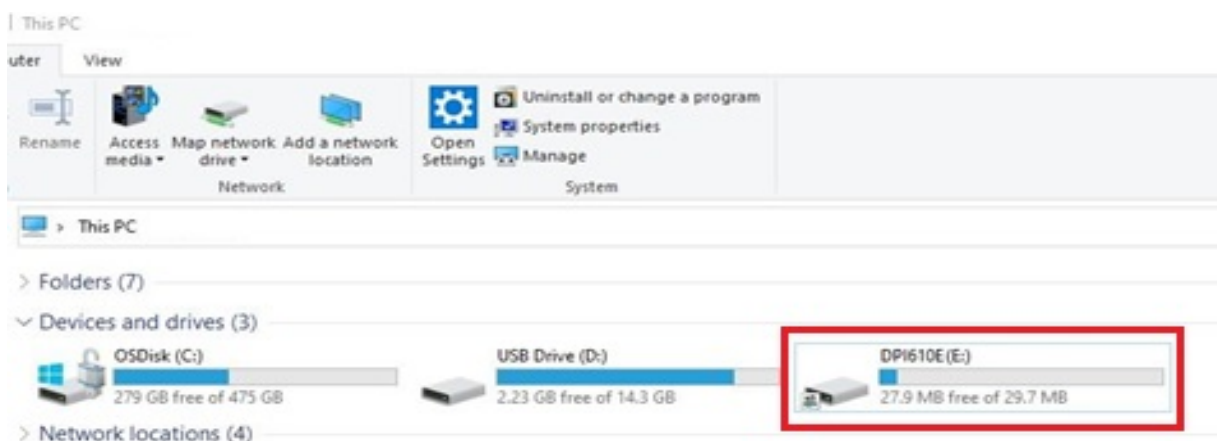 This PC
uter View
Uninstall or change a program
System properties
Manage
Rename
Access media
Map network drive
Add a network location
Open Settings
Network
System
> This PC
> Folders (7)
Devices and drives (3)
OSDisk (C:)
279 GB free of 475 GB
USB Drive (D:)
2.23 GB free of 14.3 GB
DPI610E(E:)
27.9 MB free of 29.7 MB
> Network locations (4)